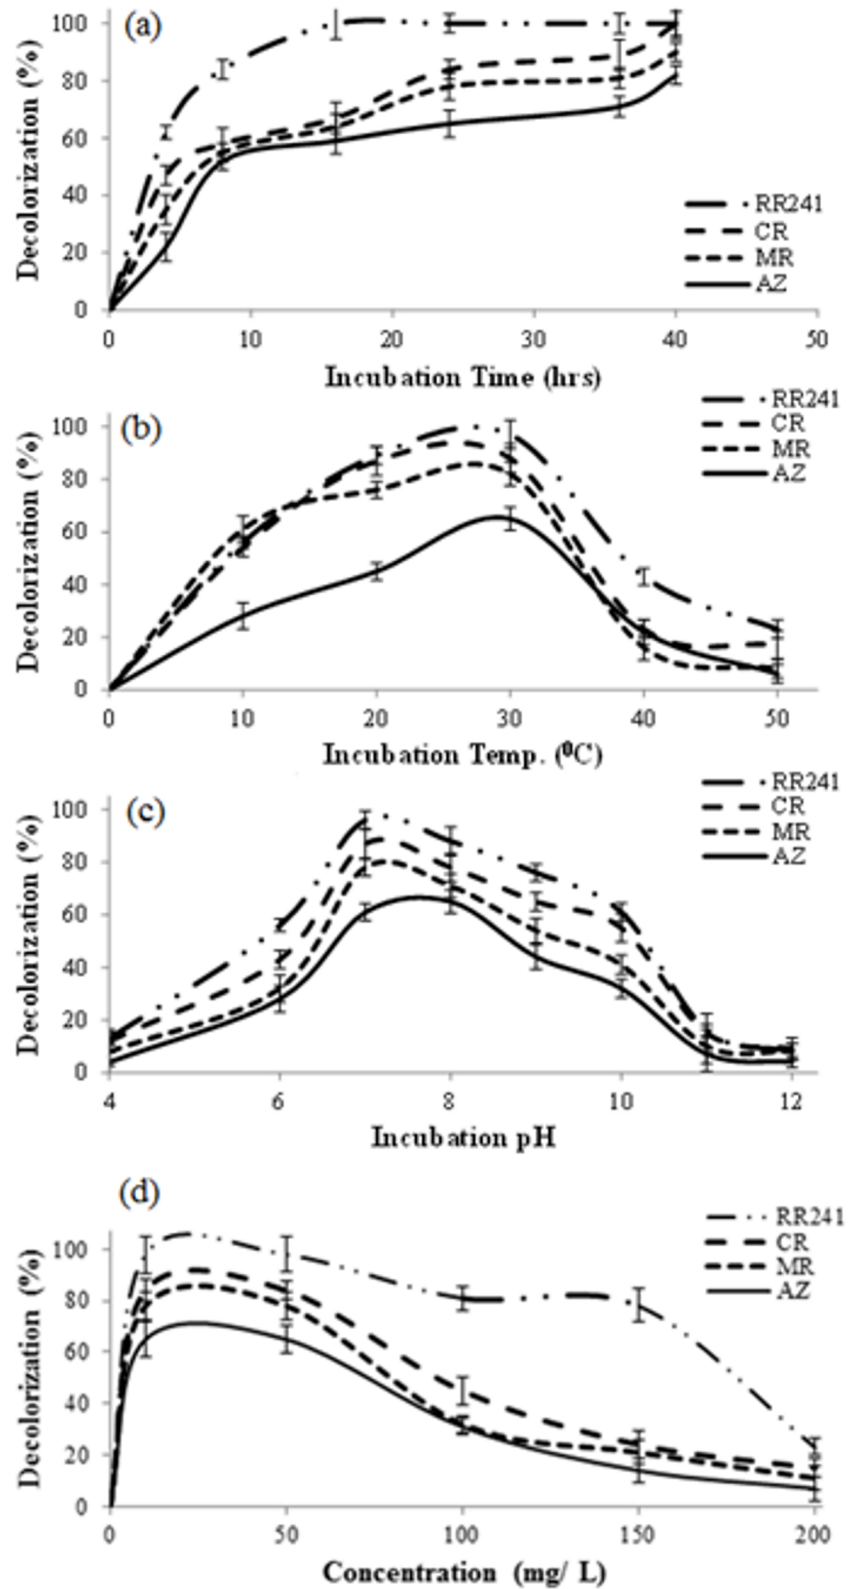 (a)
Decolorization (%)
100
80
60
40
20
0
0 10 20 30 40 50
Incubation Time (hrs)
RR241
CR
MR
AZ
(b)
Decolorization (%)
100
80
60
40
20
0
0 10 20 30 40 50
Incubation Temp. (⁰C)
RR241
CR
MR
AZ
(c)
Decolorization (%)
100
80
60
40
20
0
4 6 8 10 12
Incubation pH
RR241
CR
MR
AZ
(d)
Decolorization (%)
100
80
60
40
20
0
0 50 100 150 200
Concentration (mg/ L)
RR241
CR
MR
AZ